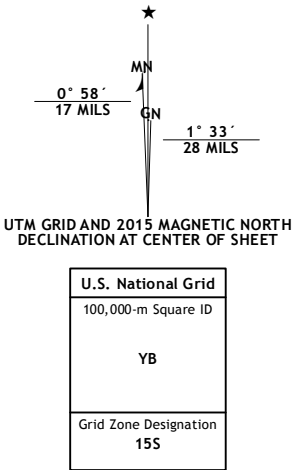 ★
MN
0° 58´
17 MILS
GN
1° 33´
28 MILS
UTM GRID AND 2015 MAGNETIC NORTH
DECLINATION AT CENTER OF SHEET
U.S. National Grid
100,000-m Square ID
YB
Grid Zone Designation
15S